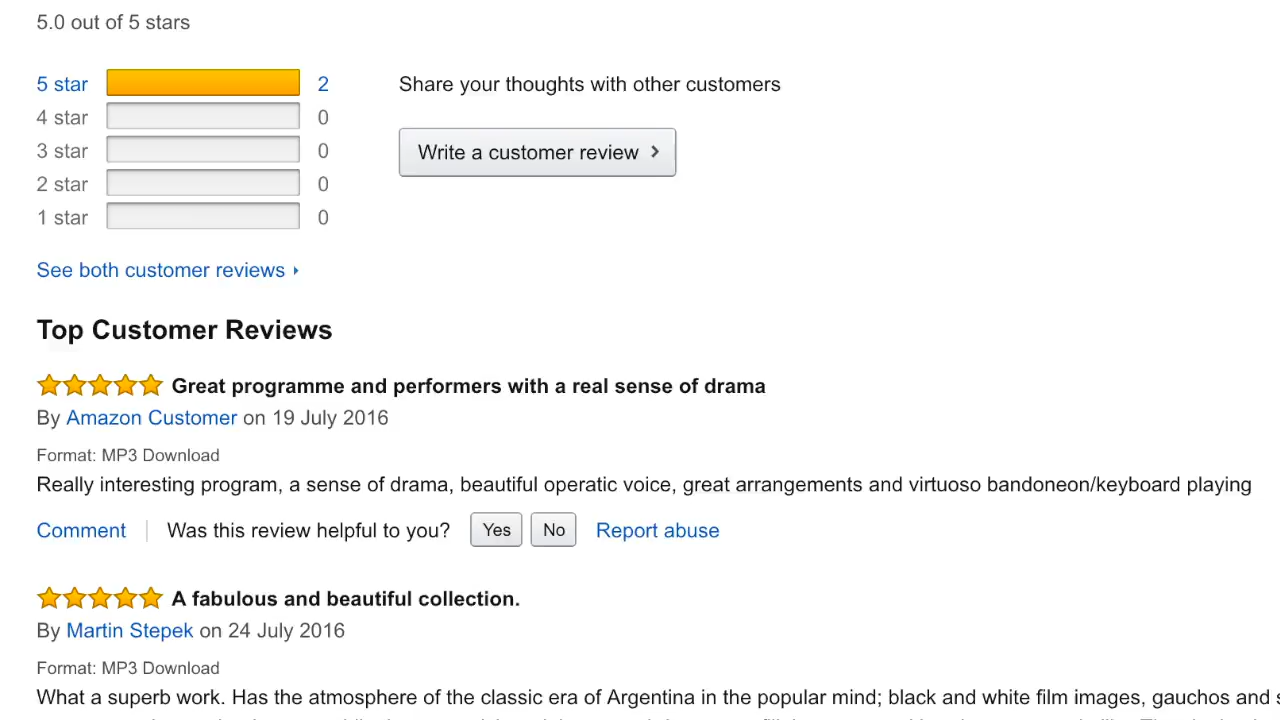 5.0 out of 5 stars
5 star 2
Share your thoughts with other customers
4 star 0
3 star 0
Write a customer review
2 star 0
1 star 0
See both customer reviews
Top Customer Reviews
Great programme and performers with a real sense of drama
By Amazon Customer on 19 July 2016
Format: MP3 Download
Really interesting program, a sense of drama, beautiful operatic voice, great arrangements and virtuoso bandoneon/keyboard playing
Comment | Was this review helpful to you? Yes No Report abuse
A fabulous and beautiful collection.
By Martin Stepek on 24 July 2016
Format: MP3 Download
What a superb work. Has the atmosphere of the classic era of Argentina in the popular mind; black and white film images, gauchos and